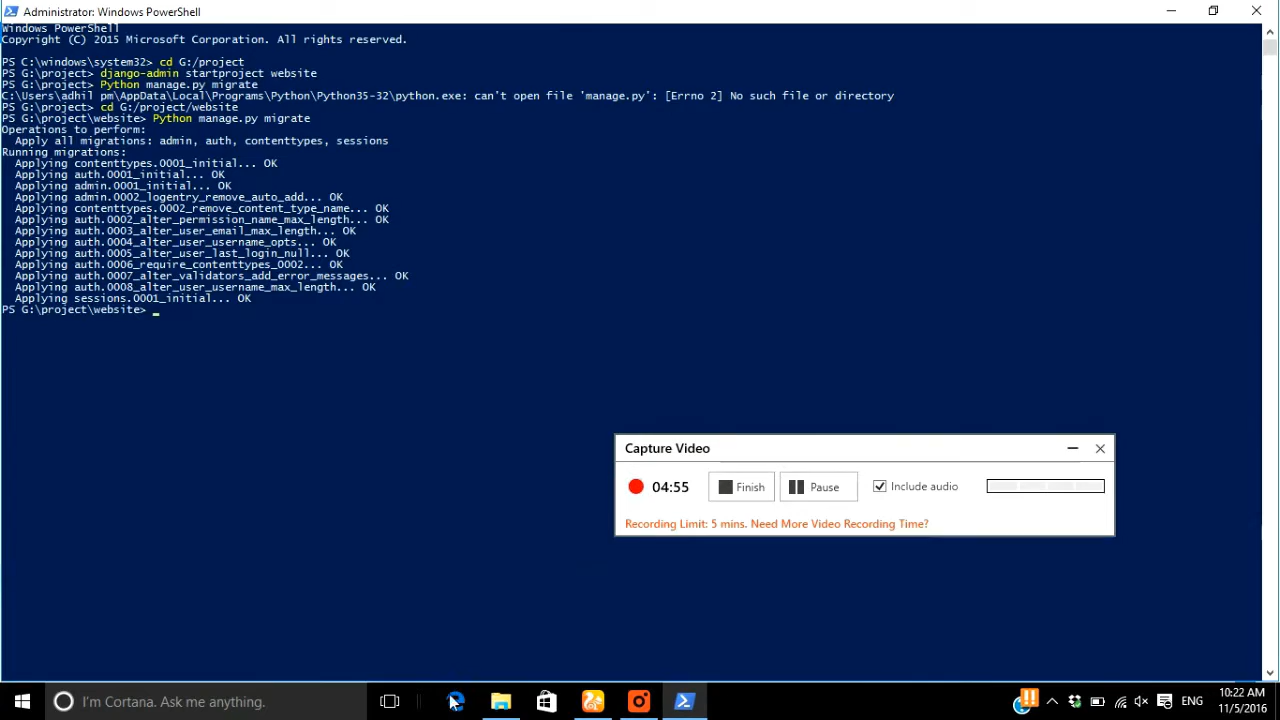 Administrator: Windows PowerShell
Windows PowerShell
Copyright (C) 2015 Microsoft Corporation. All rights reserved.
PS C:\windows\system32> cd G:/project
PS G:\project> django-admin startproject website
PS G:\project> Python manage.py migrate
C:\Users\adhil pm\AppData\Local\Programs\Python\Python35-32\python.exe: can't open file 'manage.py': [Errno 2] No such file or directory
PS G:\project> cd G:/project/website
PS G:\project\website> Python manage.py migrate
Operations to perform:
  Apply all migrations: admin, auth, contenttypes, sessions
Running migrations:
  Applying contenttypes.0001_initial... OK
  Applying auth.0001_initial... OK
  Applying admin.0001_initial... OK
  Applying admin.0002_logentry_remove_auto_add... OK
  Applying contenttypes.0002_remove_content_type_name... OK
  Applying auth.0002_alter_permission_name_max_length... OK
  Applying auth.0003_alter_user_email_max_length... OK
  Applying auth.0004_alter_user_username_opts... OK
  Applying auth.0005_alter_user_last_login_null... OK
  Applying auth.0006_require_contenttypes_0002... OK
  Applying auth.0007_alter_validators_add_error_messages... OK
  Applying auth.0008_alter_user_username_max_length... OK
  Applying sessions.0001_initial... OK
PS G:\project\website> _
Capture Video
04:55 Finish Pause Include audio
Recording Limit: 5 mins. Need More Video Recording Time?
I'm Cortana. Ask me anything.
ENG
10:22 AM
11/5/2016